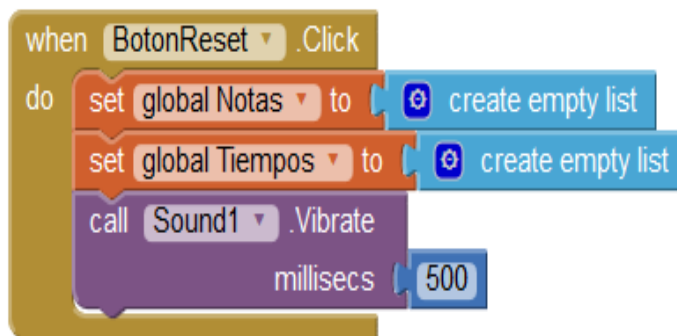 when BotonReset .Click
do set global Notas to create empty list
set global Tiempos to create empty list
call Sound1 .Vibrate
millisecs 500